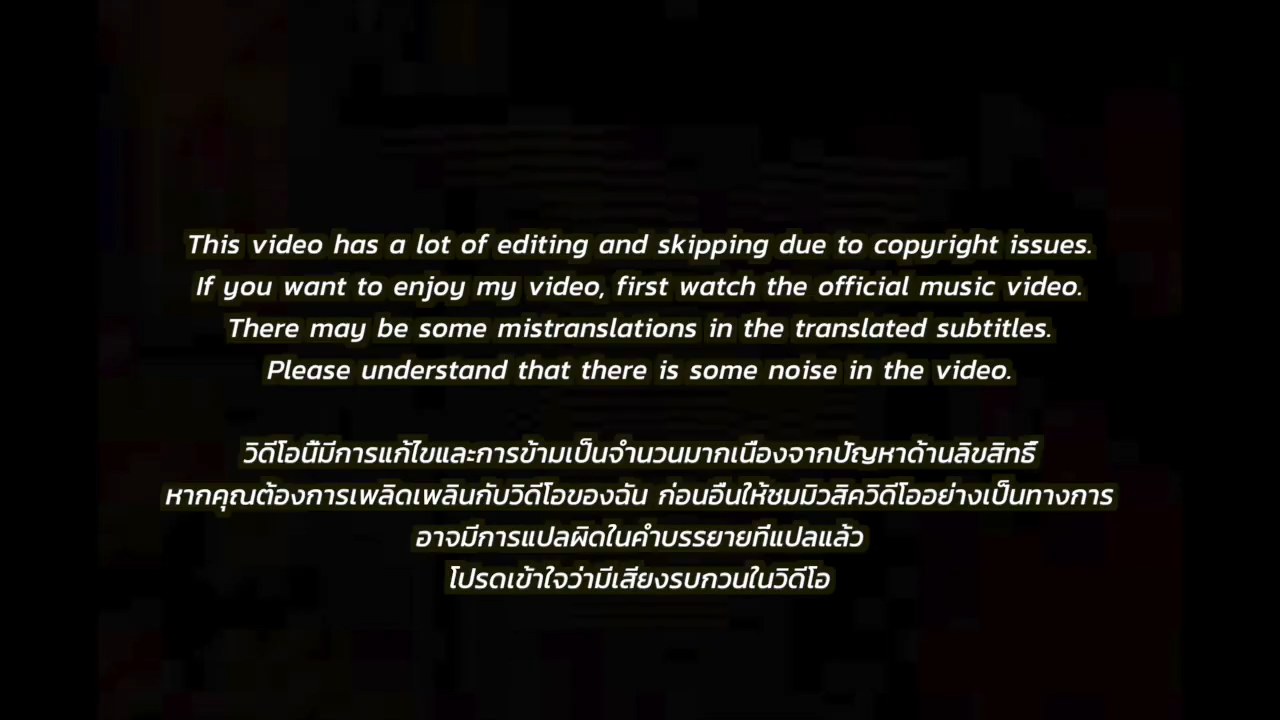 This video has a lot of editing and skipping due to copyright issues.
If you want to enjoy my video, first watch the official music video.
There may be some mistranslations in the translated subtitles.
Please understand that there is some noise in the video.
วิดีโอนี้มีการแก้ไขและการข้ามเป็นจำนวนมากเนื่องจากปัญหาด้านลิขสิทธิ์
หากคุณต้องการเพลิดเพลินกับวิดีโอของฉัน ก่อนอื่นให้ชมมิวสิควิดีโออย่างเป็นทางการ
อาจมีการแปลผิดในคำบรรยายที่แปลแล้ว
โปรดเข้าใจว่ามีเสียงรบกวนในวิดีโอ